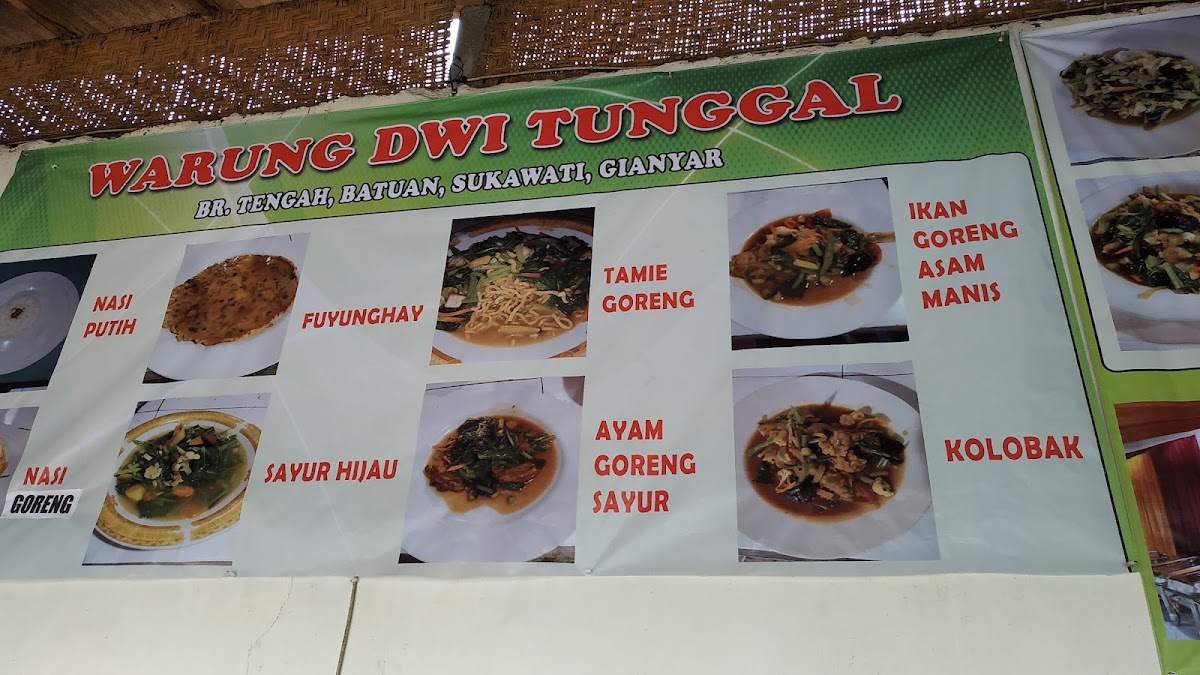 WARUNG DWI TUNGGAL
BR. TENGAH, BATUAN, SUKAWATI, GIANYAR
NASI
PUTIH
FUYUNGHAY
TAMIE
GORENG
IKAN
GORENG
ASAM
MANIS
NASI
GORENG
SAYUR HIJAU
AYAM
GORENG
SAYUR
KOLOBAK